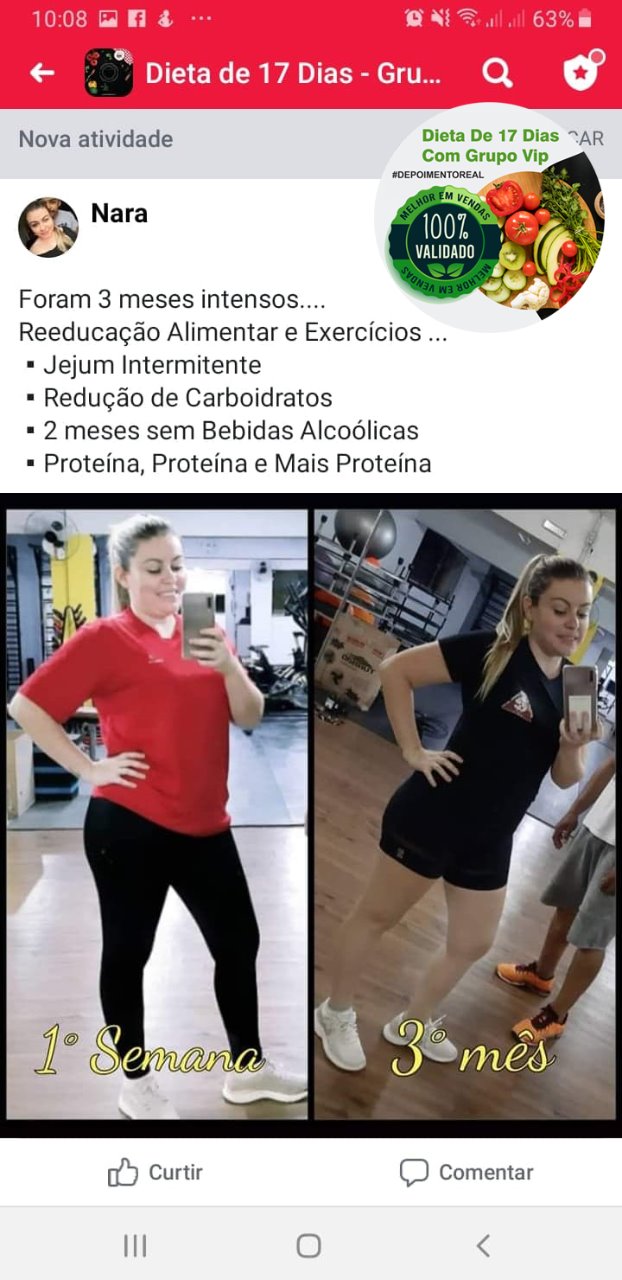 10:08
63%
Dieta de 17 Dias - Gru...
Nova atividade
CAR
Dieta De 17 Dias
Com Grupo Vip
#DEPOIMENTOREAL
MELHOR EM VENDAS
100%
VALIDADO
MELHOR EM VENDAS
Nara
Foram 3 meses intensos....
Reeducação Alimentar e Exercícios ...
▪ Jejum Intermitente
▪ Redução de Carboidratos
▪ 2 meses sem Bebidas Alcoólicas
▪ Proteína, Proteína e Mais Proteína
1° Semana
3° mês
Curtir
Comentar